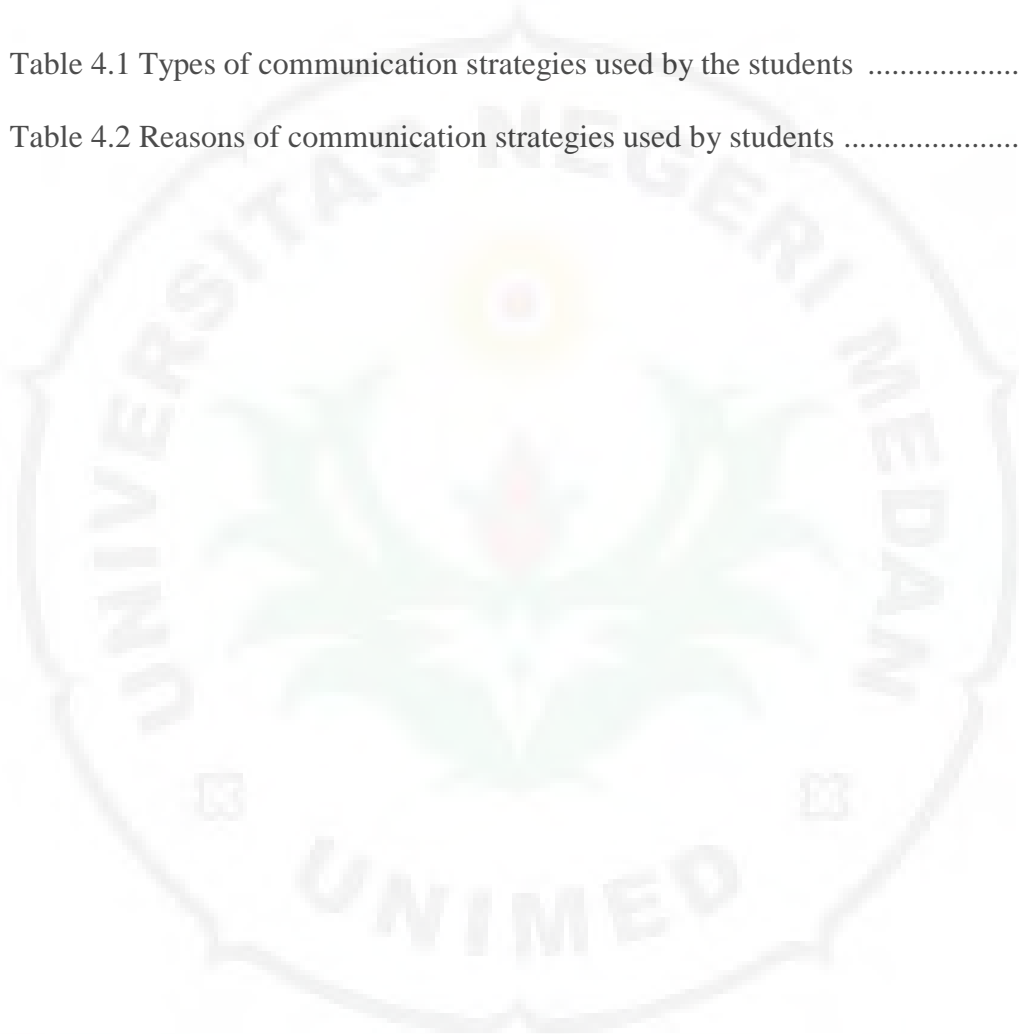 Table 4.1 Types of communication strategies used by the students ...................
Table 4.2 Reasons of communication strategies used by students ......................
UNIVERSITAS NEGERI MEDAN
UNIMED